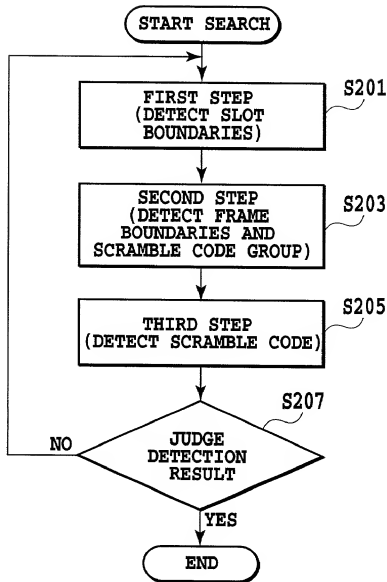 START SEARCH
S201
FIRST STEP
(DETECT SLOT
BOUNDARIES)
S203
SECOND STEP
(DETECT FRAME
BOUNDARIES AND
SCRAMBLE CODE GROUP)
S205
THIRD STEP
(DETECT SCRAMBLE CODE)
S207
JUDGE
DETECTION
RESULT
NO
YES
END